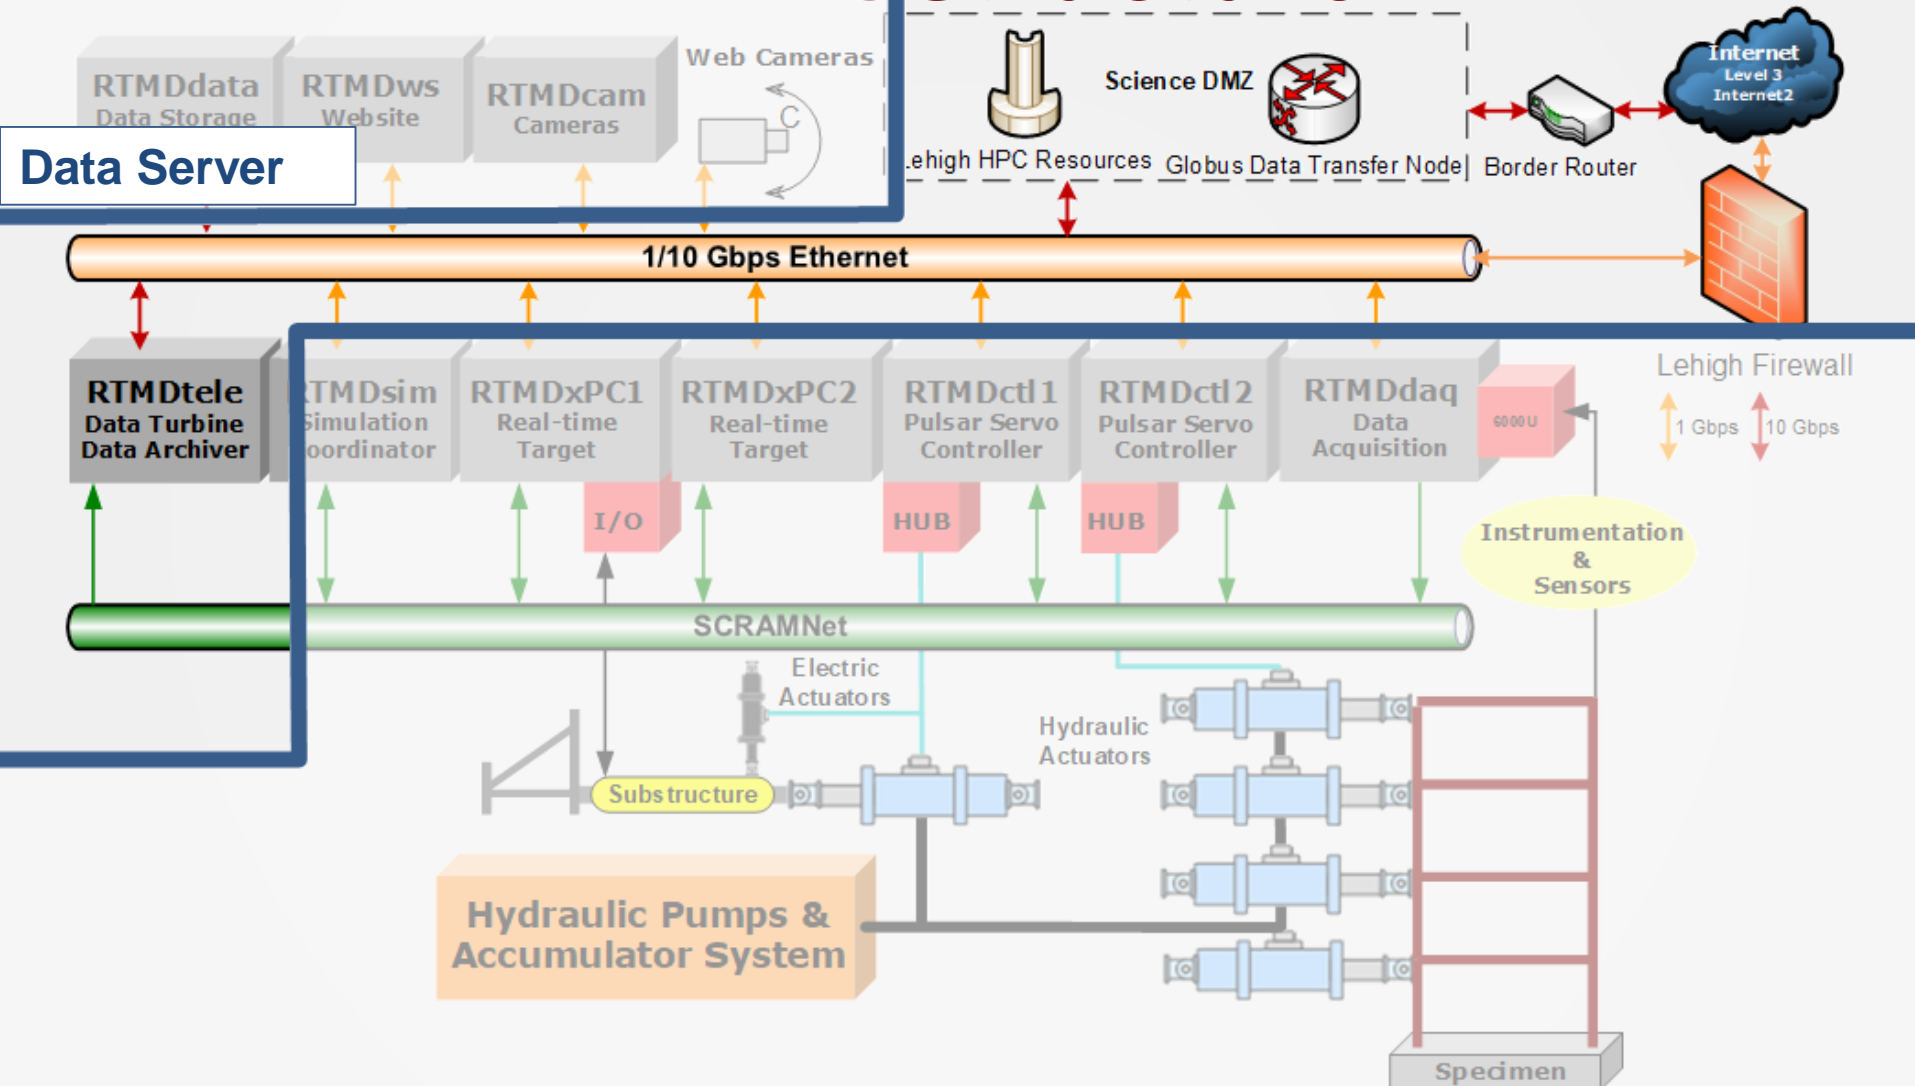 RTMDdata
Data Storage
RTMDws
Website
RTMDcam
Cameras
Web Cameras
C
Data Server
Science DMZ
Lehigh HPC Resources
Globus Data Transfer Node
Border Router
Internet
Level 3
Internet2
1/10 Gbps Ethernet
RTMDtele
Data Turbine
Data Archiver
RTMDsim
Simulation
oordinator
RTMDxPC1
Real-time
Target
RTMDxPC2
Real-time
Target
RTMDctl1
Pulsar Servo
Controller
RTMDctl2
Pulsar Servo
Controller
RTMDdaq
Data
Acquisition
6000U
Lehigh Firewall
1 Gbps
10 Gbps
I/O
HUB
HUB
Instrumentation
&
Sensors
SCRAMNet
Electric
Actuators
Hydraulic
Actuators
Substructure
Hydraulic Pumps &
Accumulator System
Specimen